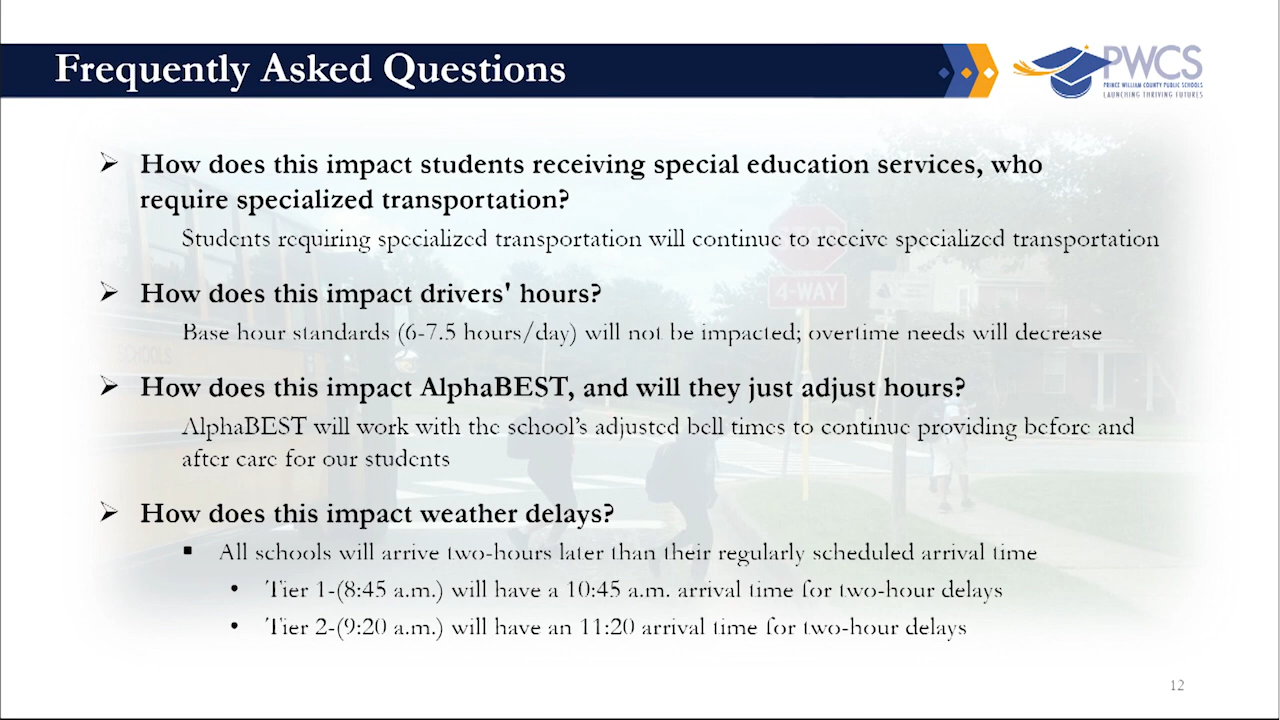 Frequently Asked Questions
PWCS
PRINCE WILLIAM COUNTY PUBLIC SCHOOLS
LAUNCHING THRIVING FUTURES
➢ How does this impact students receiving special education services, who
require specialized transportation?
Students requiring specialized transportation will continue to receive specialized transportation
➢ How does this impact drivers' hours?
Base hour standards (6-7.5 hours/day) will not be impacted; overtime needs will decrease
➢ How does this impact AlphaBEST, and will they just adjust hours?
AlphaBEST will work with the school’s adjusted bell times to continue providing before and
after care for our students
➢ How does this impact weather delays?
▪ All schools will arrive two-hours later than their regularly scheduled arrival time
• Tier 1-(8:45 a.m.) will have a 10:45 a.m. arrival time for two-hour delays
• Tier 2-(9:20 a.m.) will have an 11:20 arrival time for two-hour delays
STOP
4-WAY
SCHOOLS
12